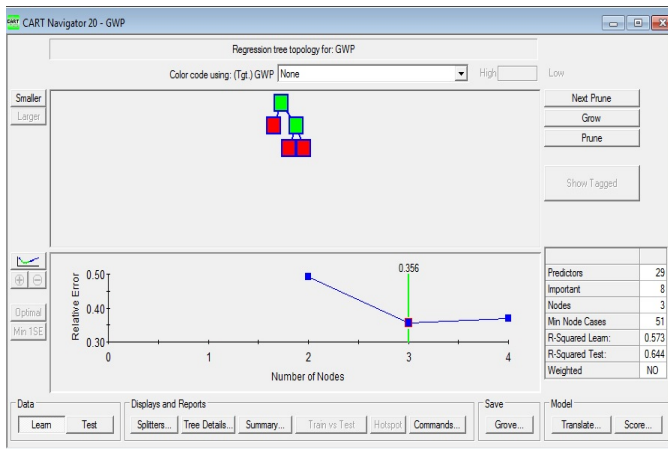 CART CART Navigator 20 - GWP
Regression tree topology for: GWP
Color code using: (Tgt.) GWP None High Low
Smaller
Larger
Next Prune
Grow
Prune
Show Tagged
Optimal
Min 1SE
Relative Error
0.50
0.40
0.30
0.356
0 1 2 3 4
Number of Nodes
Predictors 29
Important 8
Nodes 3
Min Node Cases 51
R-Squared Learn: 0.573
R-Squared Test: 0.644
Weighted NO
Data Displays and Reports Save Model
Learn Test Splitters... Tree Details... Summary... Train vs Test Hotspot Commands... Grove... Translate... Score...